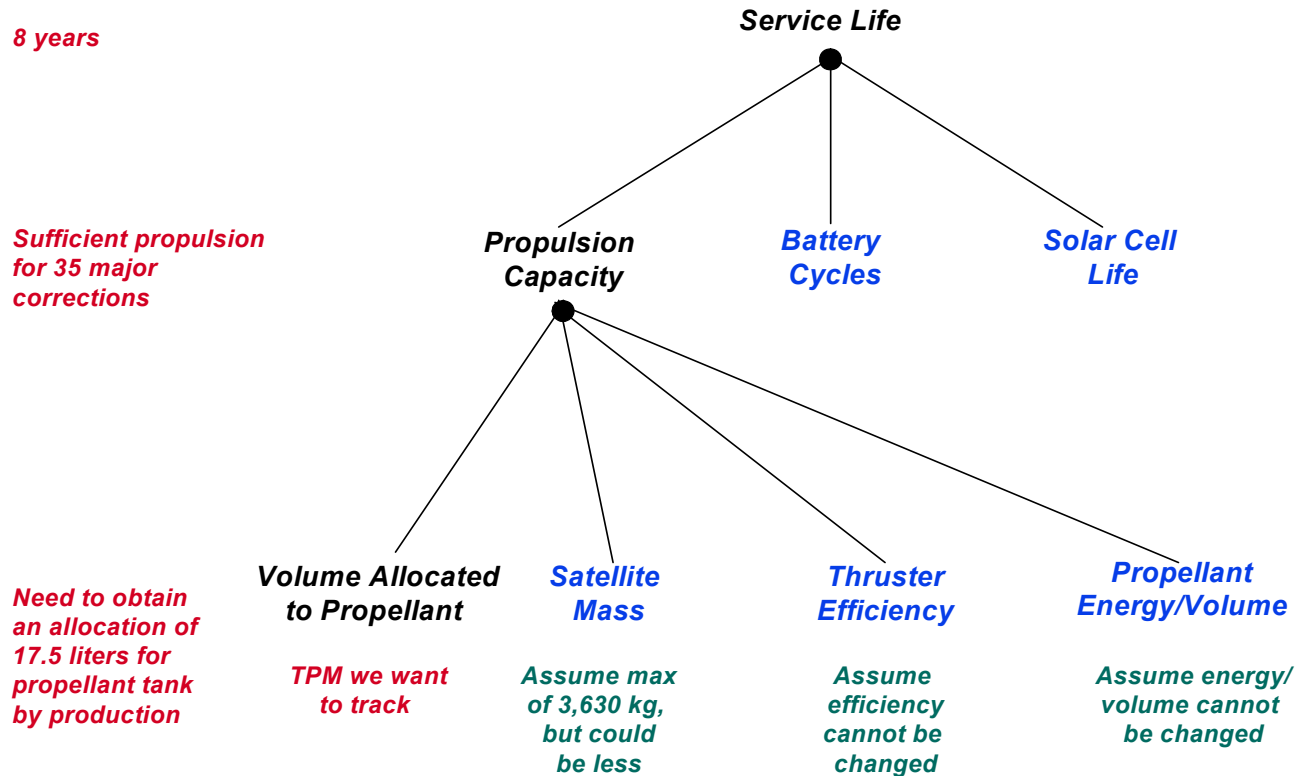 Service Life
8 years
Sufficient propulsion
for 35 major
corrections
Propulsion
Capacity
Battery
Cycles
Solar Cell
Life
Need to obtain
an allocation of
17.5 liters for
propellant tank
by production
Volume Allocated
to Propellant
TPM we want
to track
Satellite
Mass
Assume max
of 3,630 kg,
but could
be less
Thruster
Efficiency
Assume
efficiency
cannot be
changed
Propellant
Energy/Volume
Assume energy/
volume cannot
be changed